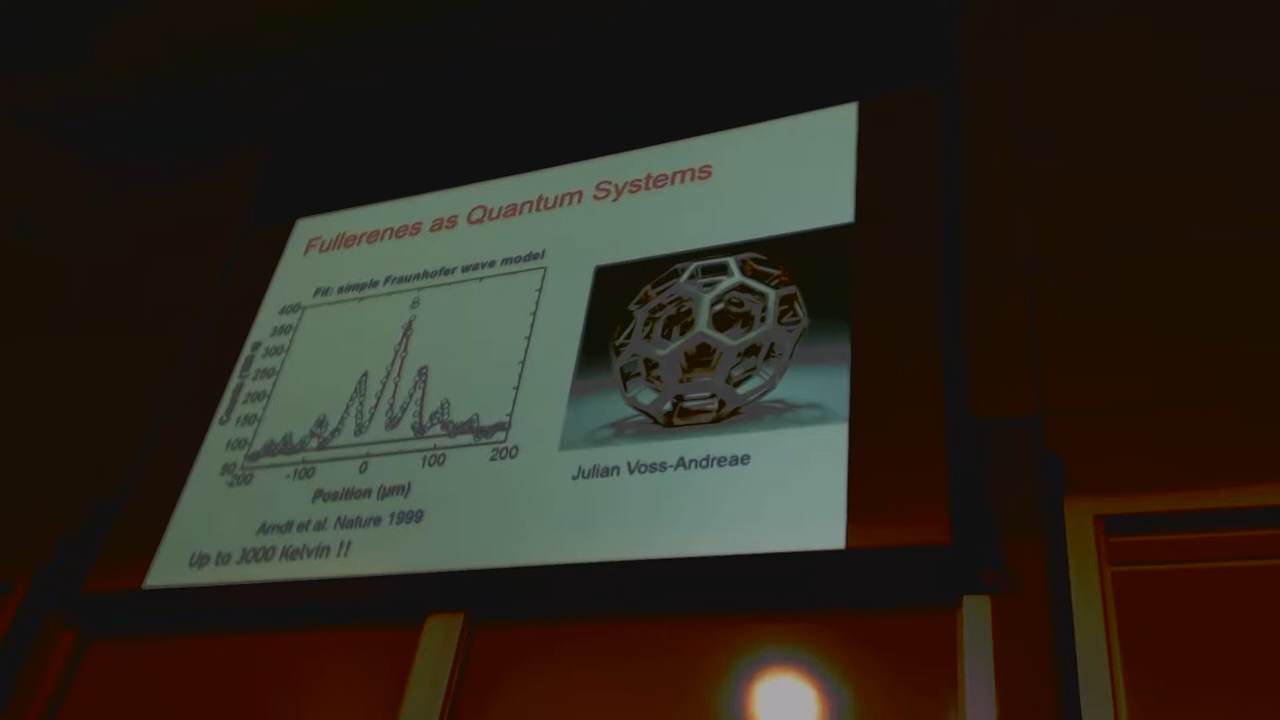 Fullerenes as Quantum Systems
Fit: simple Fraunhofer wave model
400
350
300
250
200
150
100
50
-200
-100
0
100
200
Position (µm)
Arndt et al. Nature 1999
Up to 3000 Kelvin !!
Julian Voss-Andreae